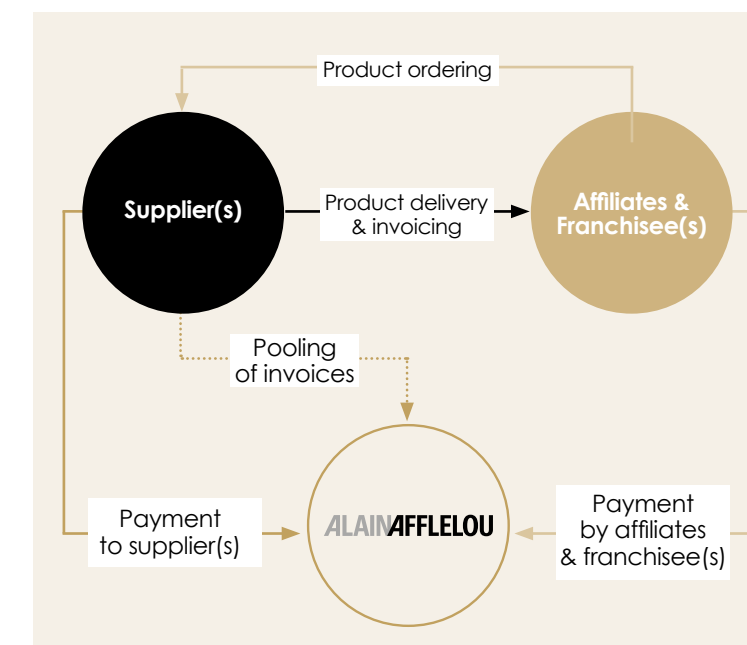 Product ordering
Supplier(s)
Product delivery
& invoicing
Affiliates &
Franchisee(s)
Pooling
of invoices
Payment
to supplier(s)
ALAINAFFLELOU
Payment
by affiliates
& franchisee(s)